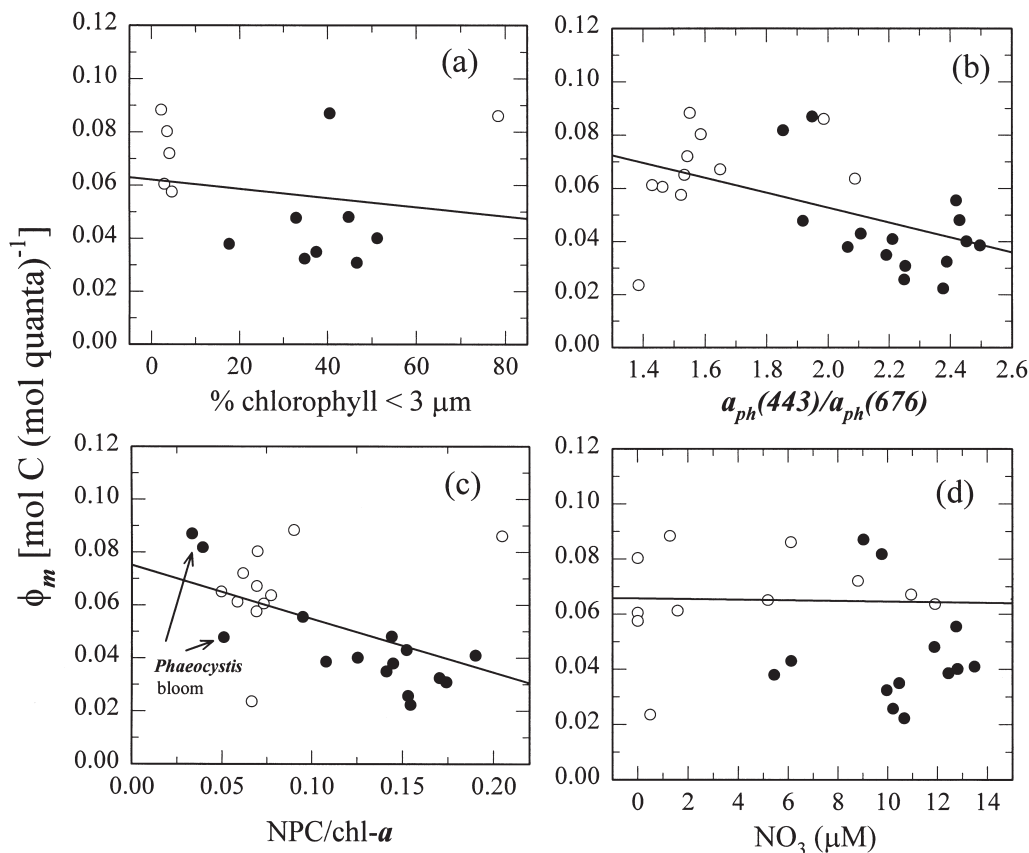 0.12
0.10
0.08
0.06
0.04
0.02
0.00
(a)
0 20 40 60 80
% chlorophyll < 3 μm
0.12
0.10
0.08
0.06
0.04
0.02
0.00
(b)
1.4 1.6 1.8 2.0 2.2 2.4 2.6
a_ph(443)/a_ph(676)
ϕ_m [mol C (mol quanta)^-1]
0.12
0.10
0.08
0.06
0.04
0.02
0.00
(c)
Phaeocystis
bloom
0.00 0.05 0.10 0.15 0.20
NPC/chl-a
0.12
0.10
0.08
0.06
0.04
0.02
0.00
(d)
0 2 4 6 8 10 12 14
NO₃ (μM)